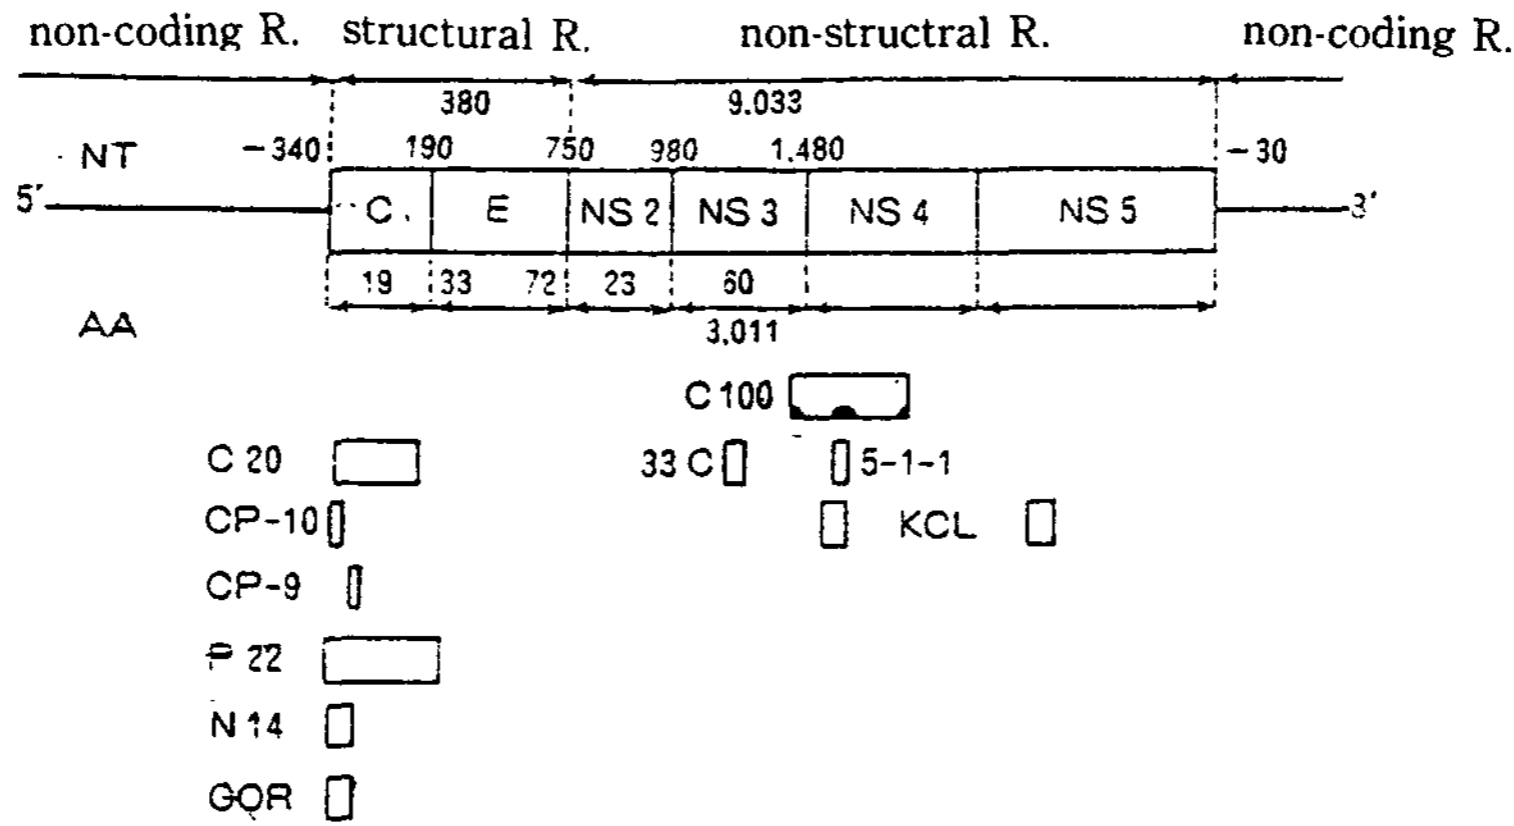 non-coding R. structural R. non-structral R. non-coding R.
380 9.033
NT -340 190 750 980 1.480 -30
5' C E NS 2 NS 3 NS 4 NS 5 3'
19 33 72 23 60
AA 3.011
C 100
C 20 33 C 5-1-1
CP-10 KCL
CP-9
P 22
N 14
GOR